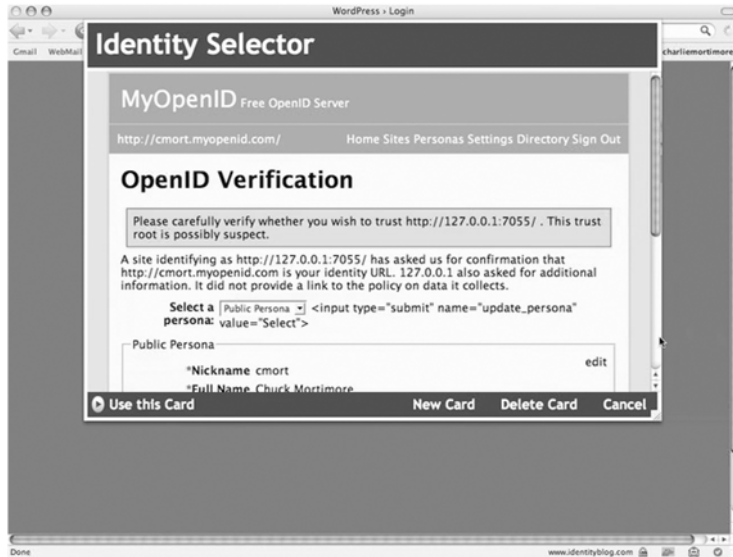 WordPress › Login
Gmail WebMail
charliemortimore
Identity Selector
MyOpenID Free OpenID Server
http://cmort.myopenid.com/ Home Sites Personas Settings Directory Sign Out
OpenID Verification
Please carefully verify whether you wish to trust http://127.0.0.1:7055/ . This trust
root is possibly suspect.
A site identifying as http://127.0.0.1:7055/ has asked us for confirmation that
http://cmort.myopenid.com is your identity URL. 127.0.0.1 also asked for additional
information. It did not provide a link to the policy on data it collects.
Select a persona: Public Persona <input type="submit" name="update_persona"
value="Select">
Public Persona
edit
*Nickname cmort
*Full Name Chuck Mortimore
Use this Card New Card Delete Card Cancel
Done www.identityblog.com